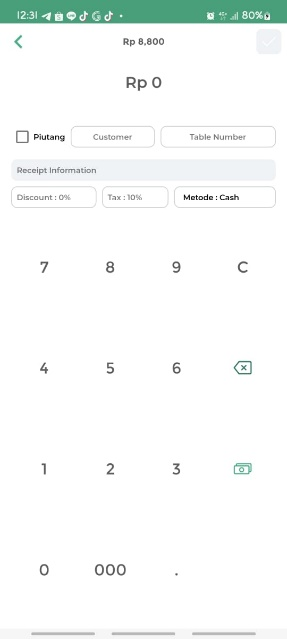 12:31 80%
Rp 8,800
Rp 0
Piutang Customer Table Number
Receipt Information
Discount : 0% Tax : 10% Metode : Cash
7 8 9 C
4 5 6
1 2 3
0 000 .